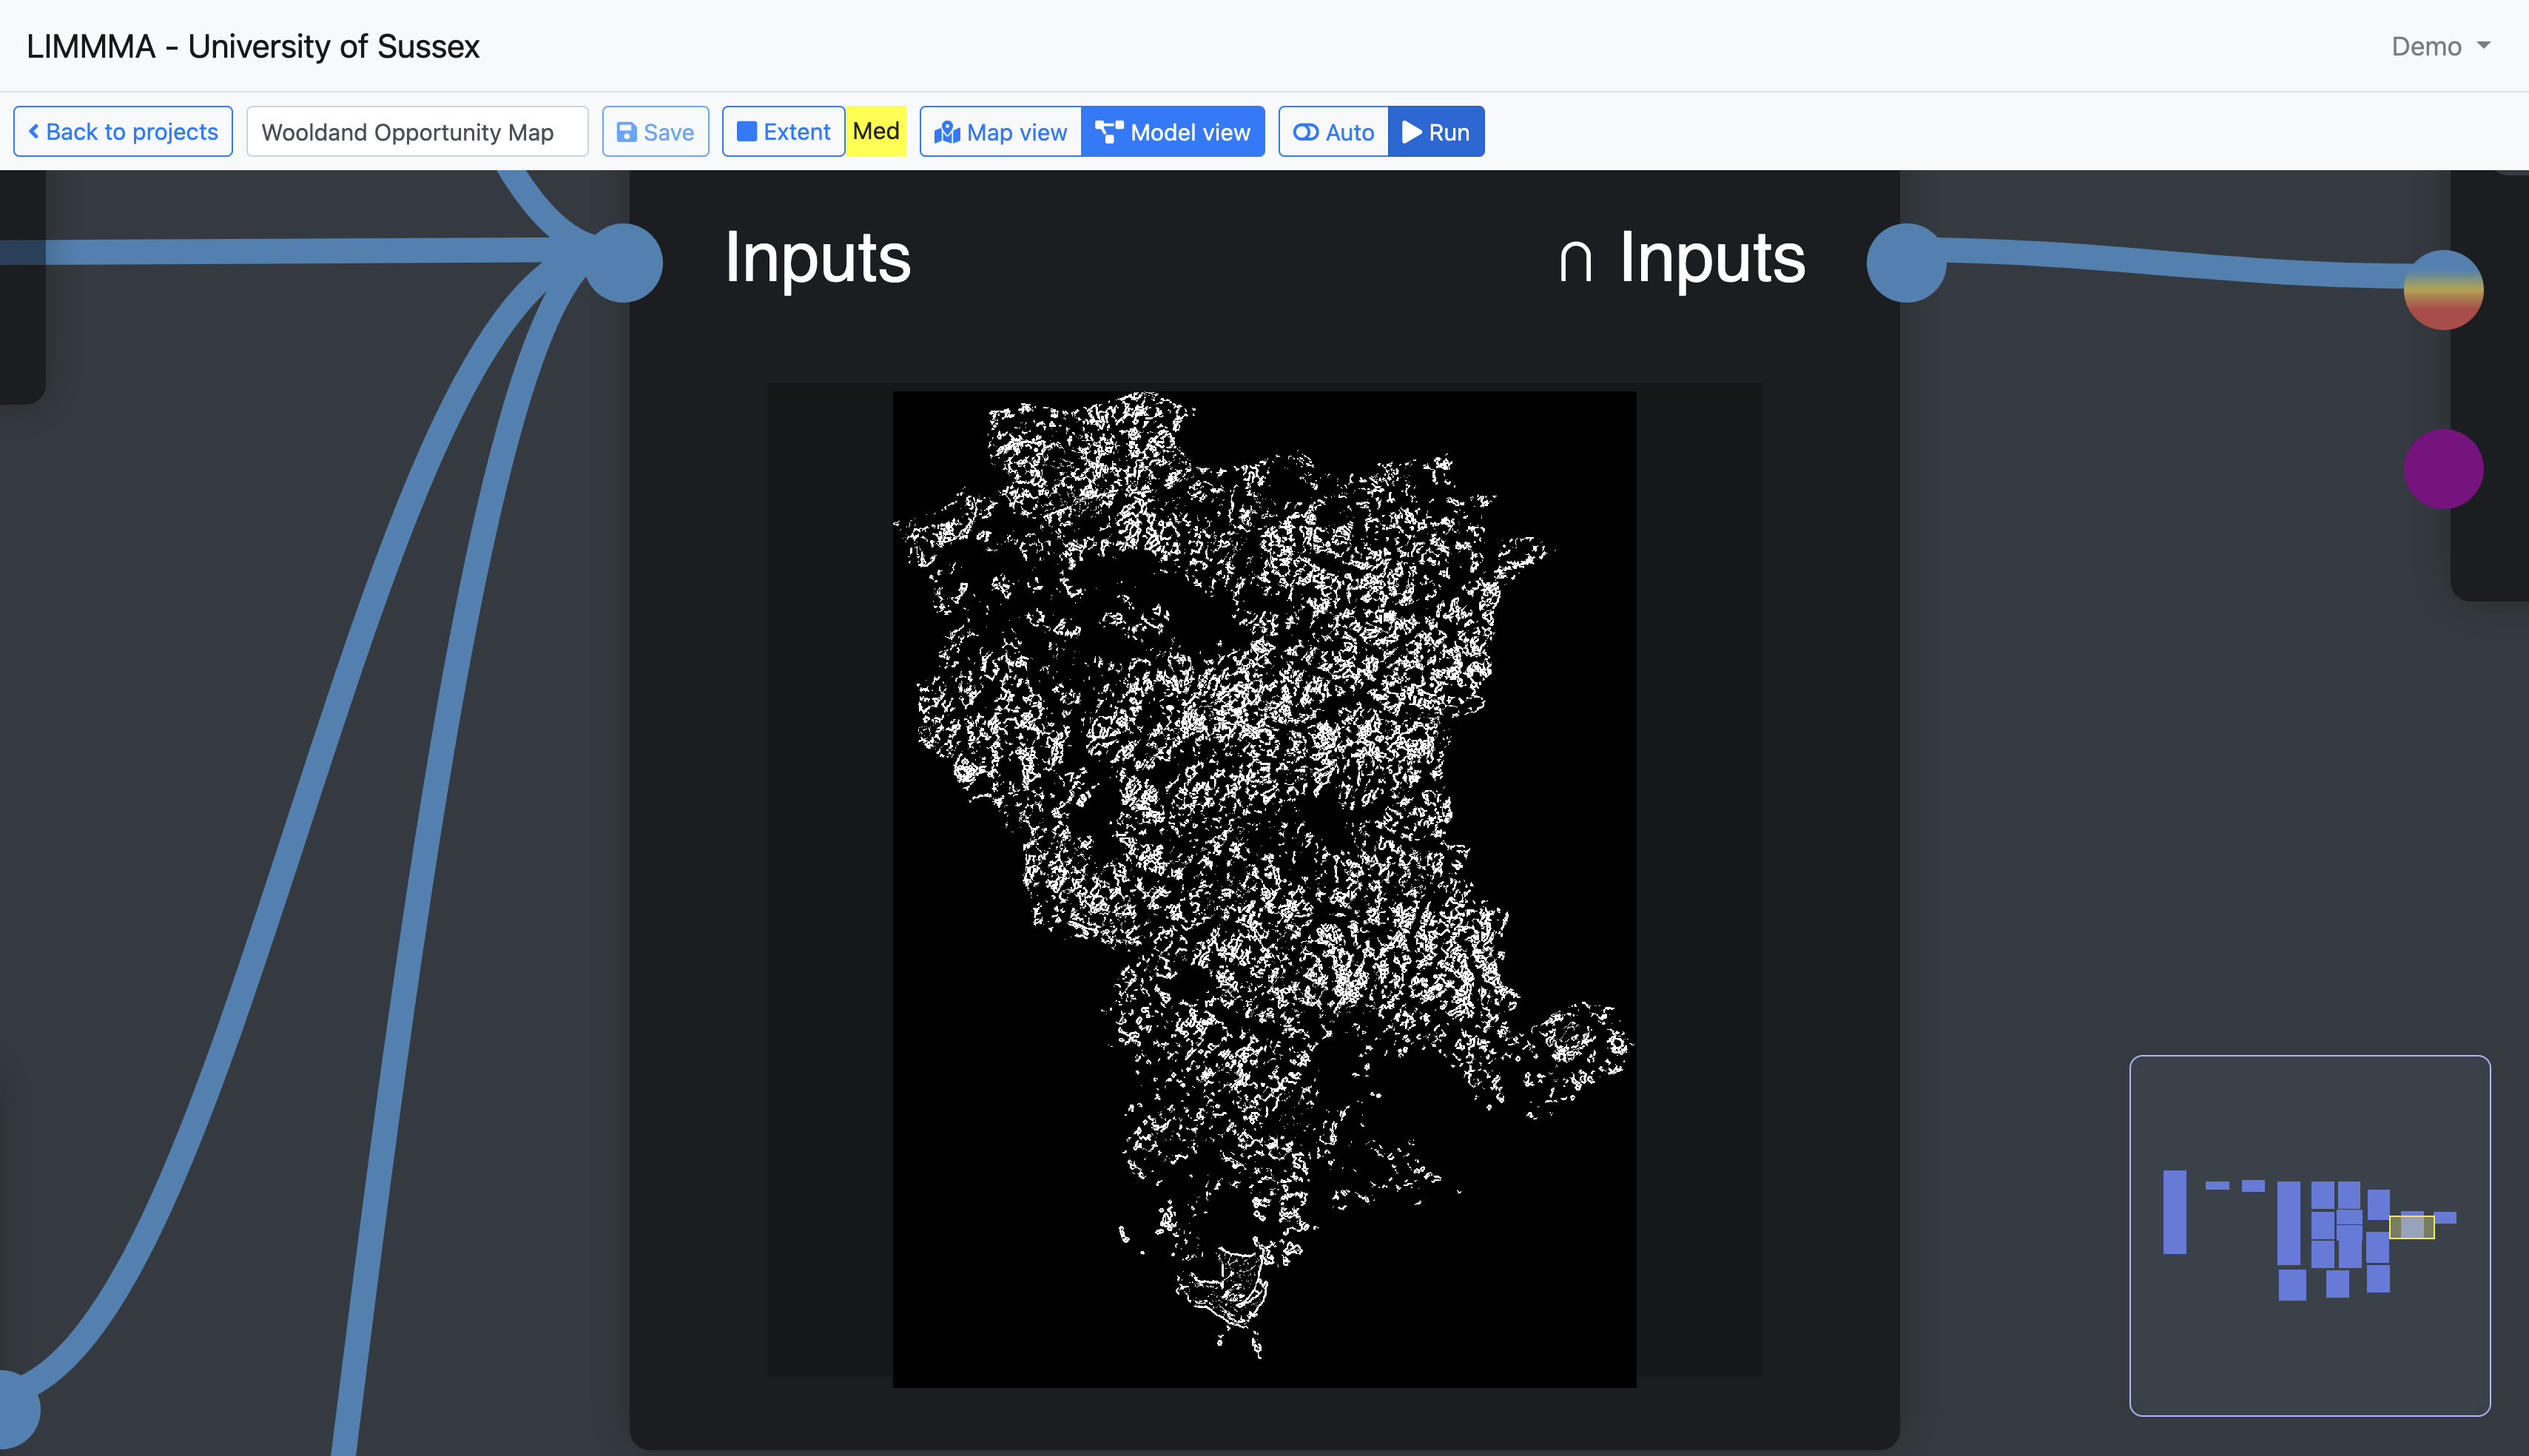 LIMMMA - University of Sussex
Demo
Back to projects
Wooldand Opportunity Map
Save
Extent
Med
Map view
Model view
Auto
Run
Inputs
∩ Inputs